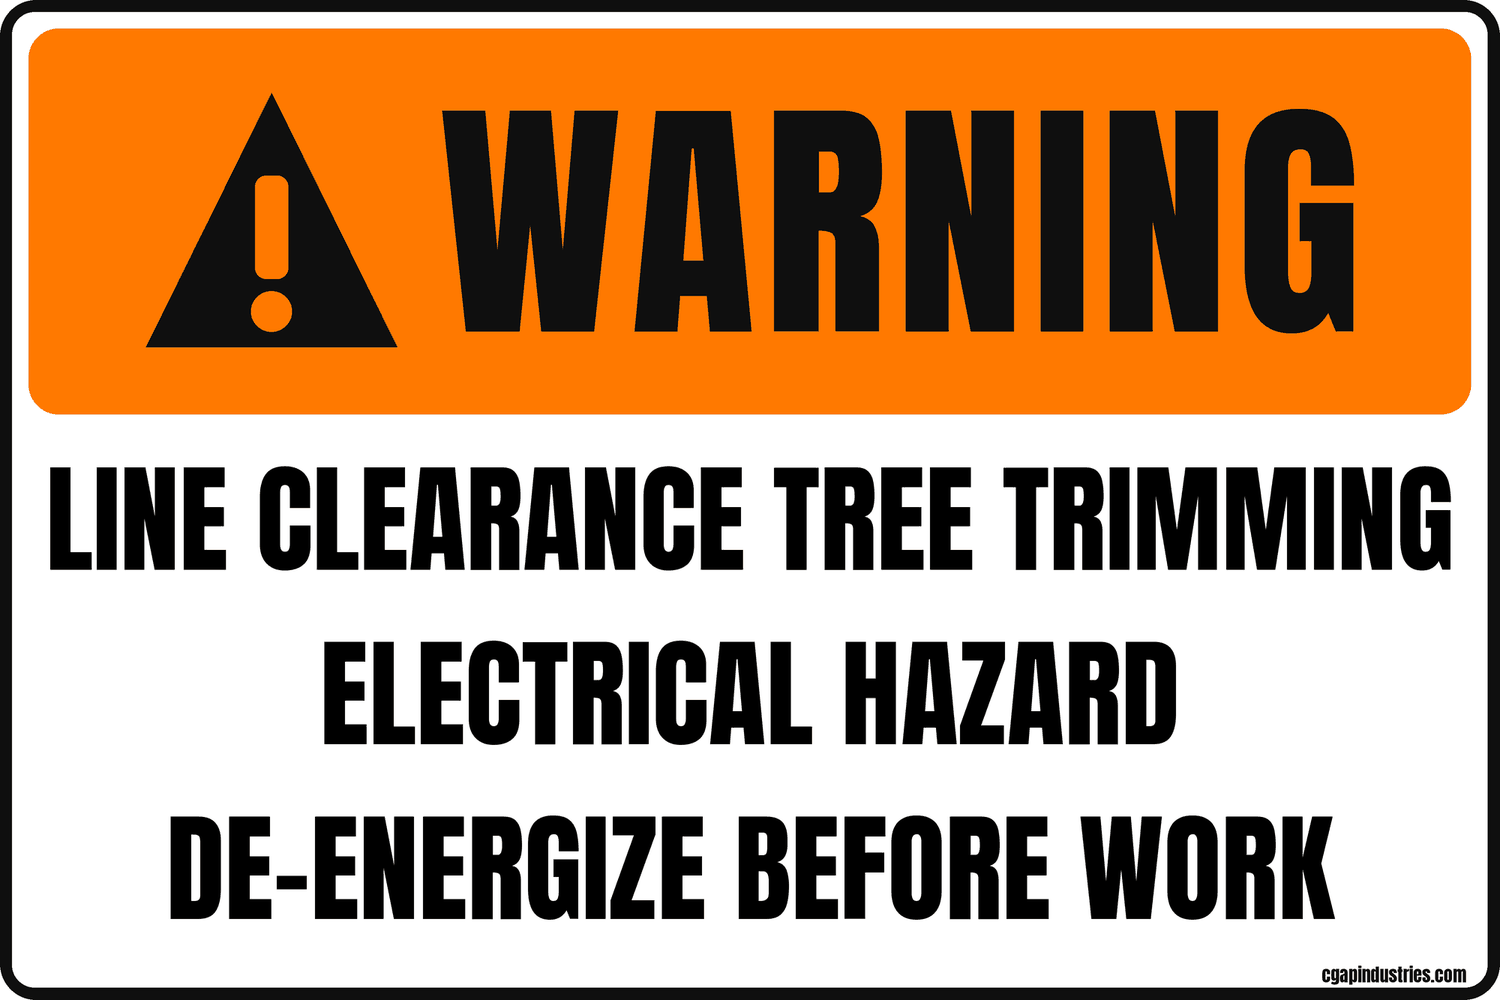 WARNING
LINE CLEARANCE TREE TRIMMING
ELECTRICAL HAZARD
DE-ENERGIZE BEFORE WORK
cgapindustries.com